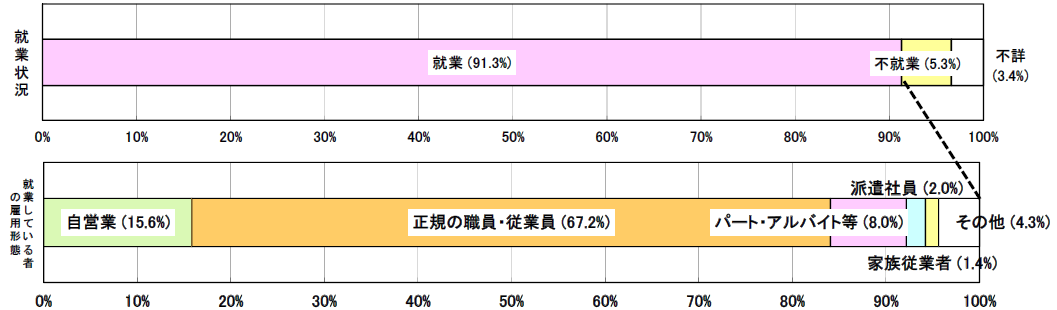 就業状況
就業(91.3%)
不就業(5.3%)
不詳
(3.4%)
0% 10% 20% 30% 40% 50% 60% 70% 80% 90% 100%
就業している者
の雇用形態
派遣社員(2.0%)
自営業(15.6%)
正規の職員・従業員(67.2%)
パート・アルバイト等(8.0%)
その他(4.3%)
家族従業者(1.4%)
0% 10% 20% 30% 40% 50% 60% 70% 80% 90% 100%